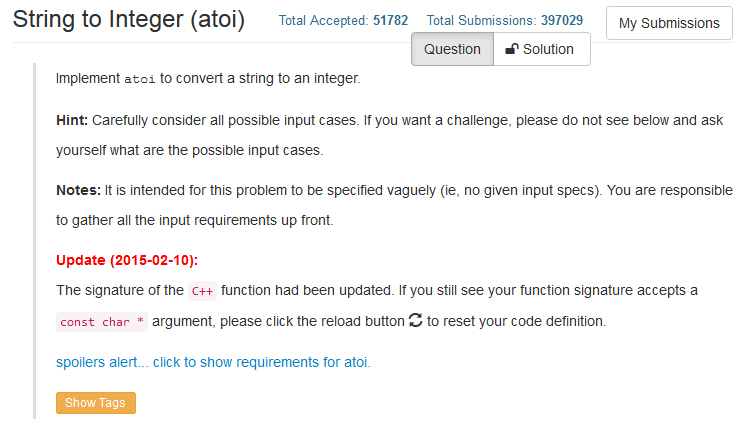 String to Integer (atoi)
Total Accepted: 51782 Total Submissions: 397029
My Submissions
Question
Solution
Implement atoi to convert a string to an integer.
Hint: Carefully consider all possible input cases. If you want a challenge, please do not see below and ask
yourself what are the possible input cases.
Notes: It is intended for this problem to be specified vaguely (ie, no given input specs). You are responsible
to gather all the input requirements up front.
Update (2015-02-10):
The signature of the C++ function had been updated. If you still see your function signature accepts a
const char * argument, please click the reload button to reset your code definition.
spoilers alert... click to show requirements for atoi.
Show Tags